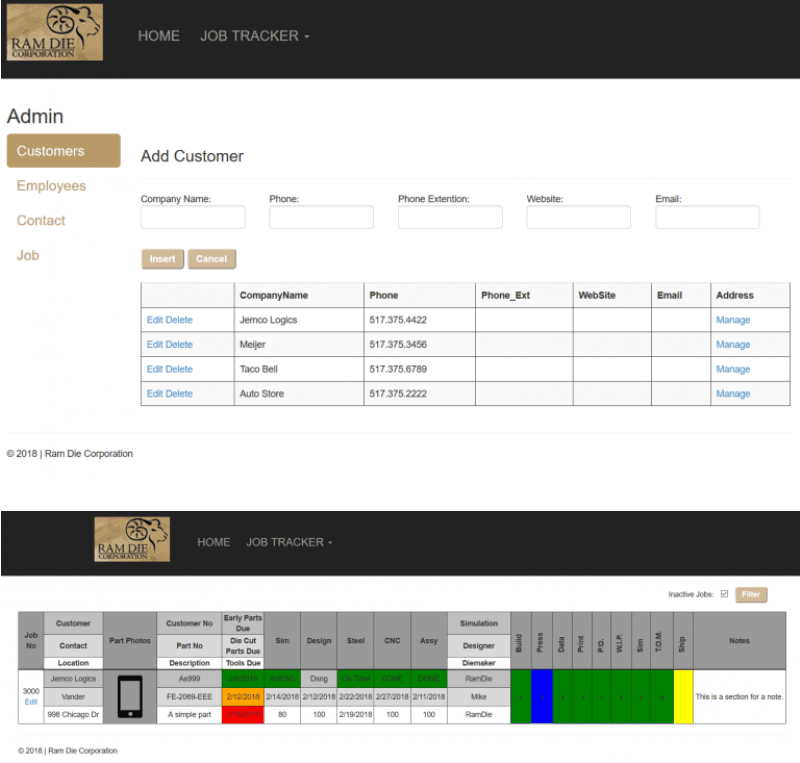 RAM DIE
CORPORATION
HOME JOB TRACKER
Admin
Customers
Employees
Contact
Job
Add Customer
Company Name: Phone: Phone Extention: Website: Email:
Insert Cancel
CompanyName Phone Phone_Ext WebSite Email Address
Edit Delete Jemco Logics 517.375.4422 Manage
Edit Delete Meijer 517.375.3456 Manage
Edit Delete Taco Bell 517.375.6789 Manage
Edit Delete Auto Store 517.375.2222 Manage
© 2018 | Ram Die Corporation
RAM DIE
CORPORATION
HOME JOB TRACKER
Inactive Jobs: Filter
Job No Customer Part Photos Customer No Early Parts Due Sim Design Steel CNC Assy Simulation Build Press Data Print P.O. W.I.P. Sim T.O.M. Ship Notes
Contact Part No Die Cut Parts Due Designer
Location Description Tools Due Diemaker
3000 Jemco Logics Ae999 AHEAD Dsng On Time DONE DONE RamDie
Edit Vander FE-2069-EEE 2/12/2018 2/14/2018 2/12/2018 2/22/2018 2/27/2018 2/11/2018 Mike This is a section for a note.
998 Chicago Dr A simple part 80 100 2/19/2018 100 100 RamDie
© 2018 | Ram Die Corporation